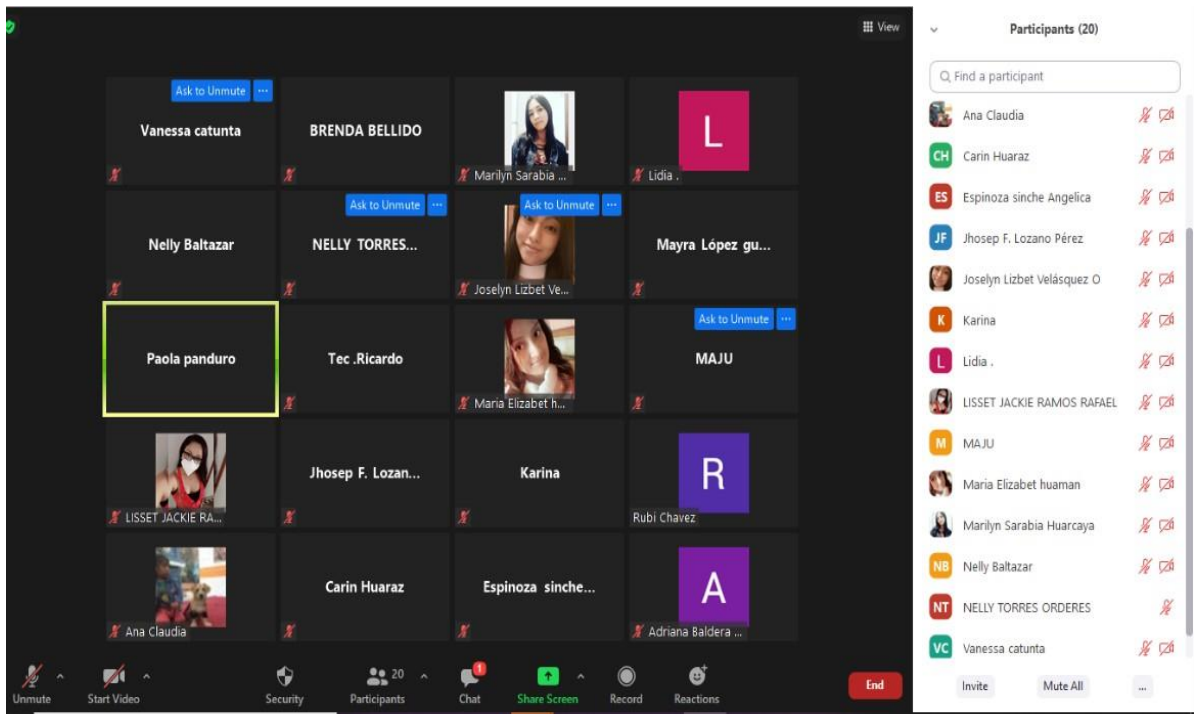 View
Ask to Unmute ...
Vanessa catunta
BRENDA BELLIDO
Marilyn Sarabia ...
L
Lidia .
Nelly Baltazar
Ask to Unmute ...
NELLY TORRES...
Ask to Unmute ...
Joselyn Lizbet Ve...
Mayra López gu...
Paola panduro
Tec .Ricardo
Maria Elizabet h...
Ask to Unmute ...
MAJU
LISSET JACKIE RA...
Jhosep F. Lozan...
Karina
R
Rubi Chavez
Ana Claudia
Carin Huaraz
Espinoza sinche...
A
Adriana Baldera ...
Unmute
Start Video
Security
20
Participants
1
Chat
Share Screen
Record
Reactions
End
Participants (20)
Find a participant
Ana Claudia
CH Carin Huaraz
ES Espinoza sinche Angelica
JF Jhosep F. Lozano Pérez
Joselyn Lizbet Velásquez O
K Karina
L Lidia .
LISSET JACKIE RAMOS RAFAEL
M MAJU
Maria Elizabet huaman
Marilyn Sarabia Huarcaya
NB Nelly Baltazar
NT NELLY TORRES ORDERES
VC Vanessa catunta
Invite Mute All ...